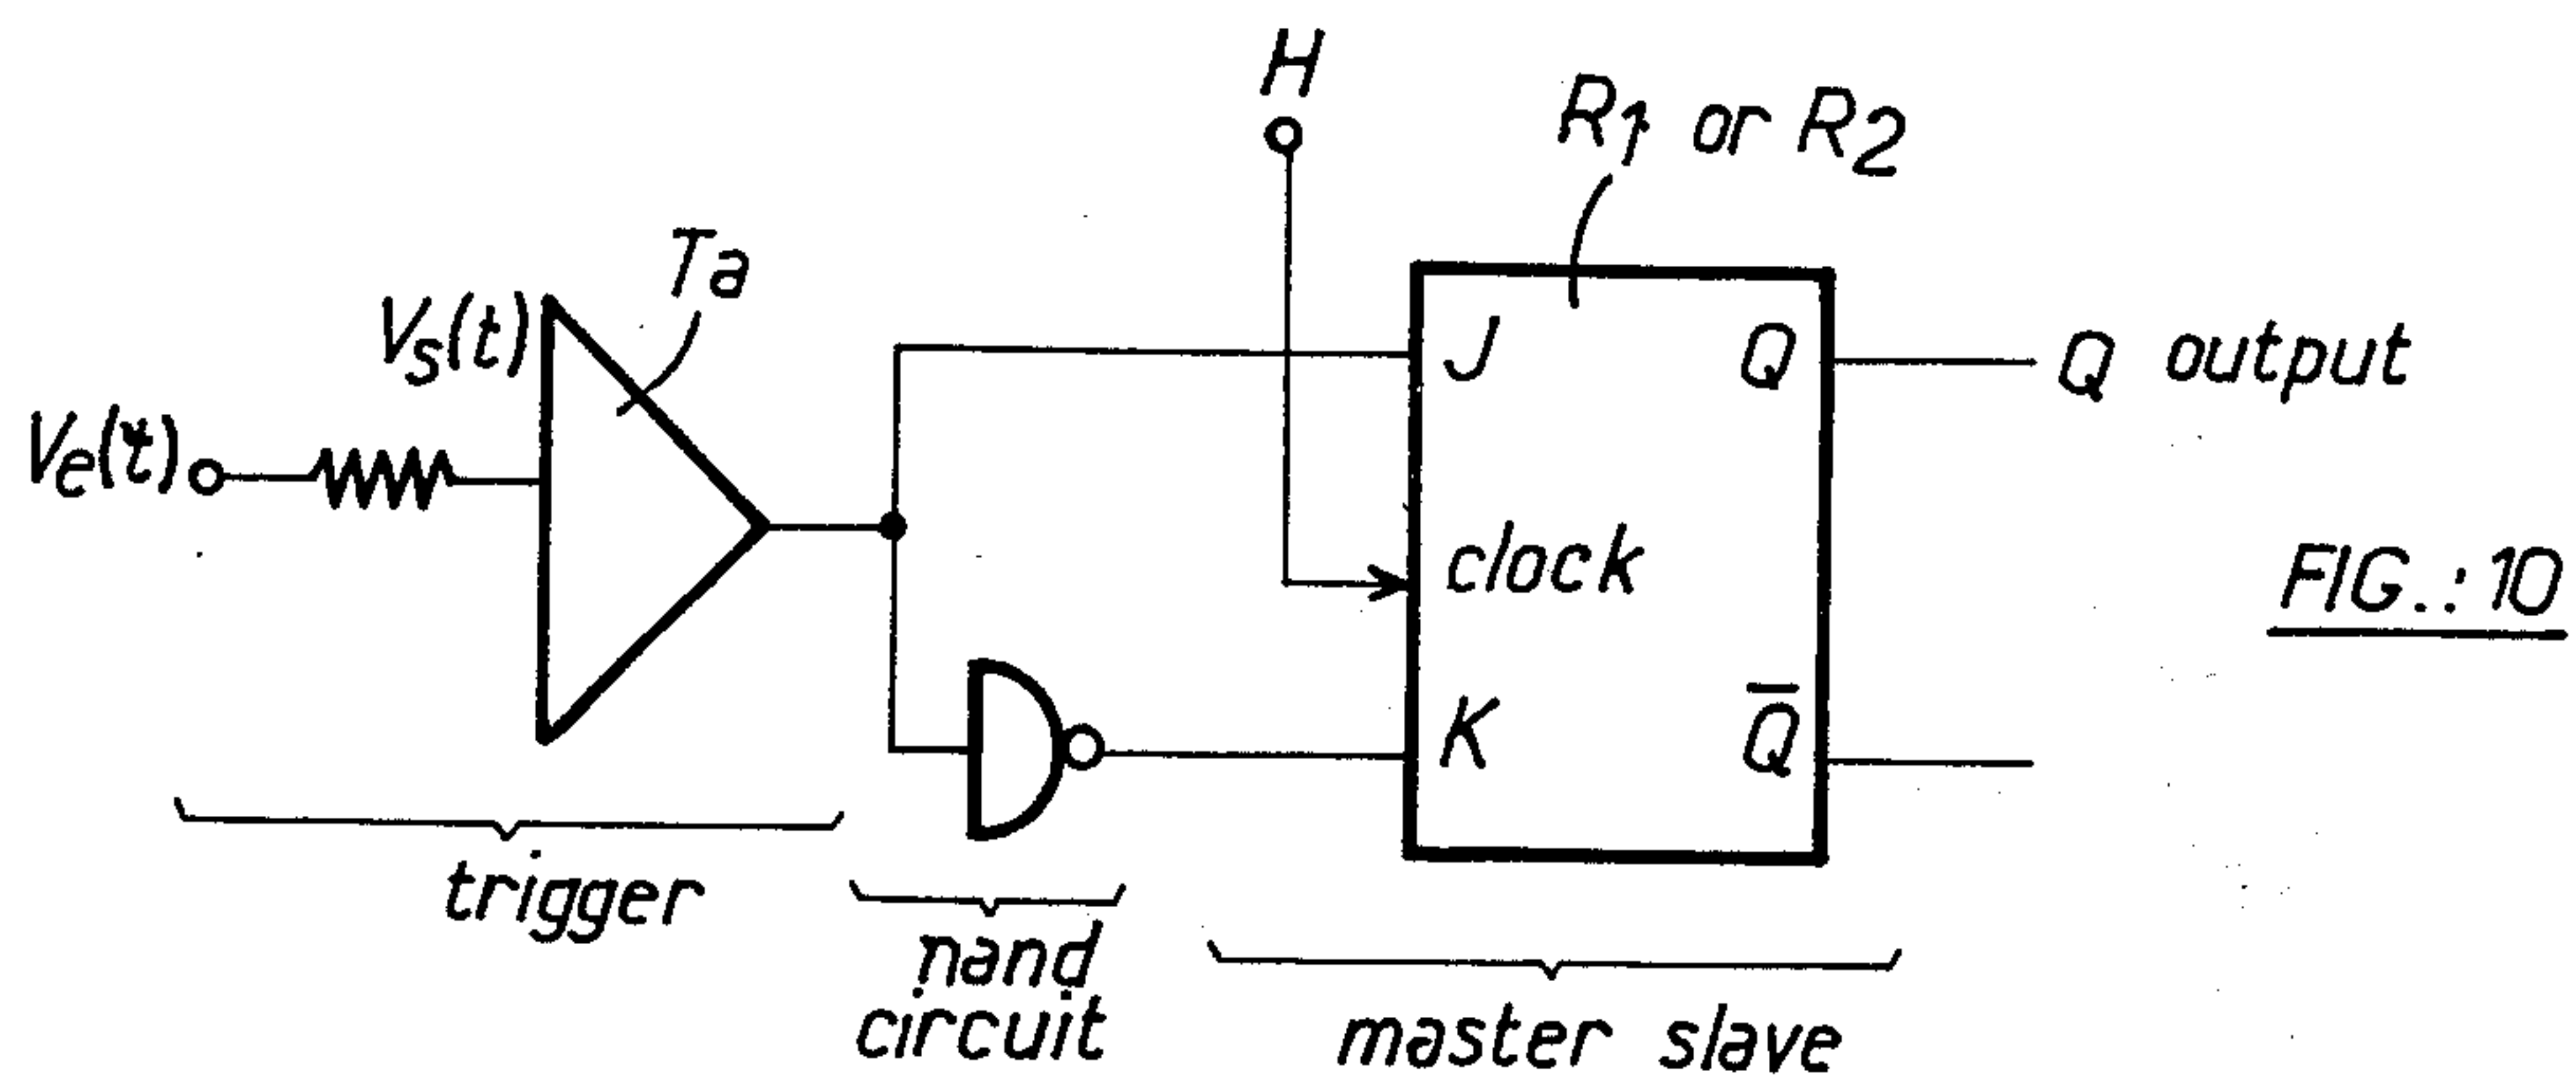 H
R1 or R2
Ta
Vs(t)
Ve(t)
J
Q
Q output
clock
FIG.: 10
K
Q̅
trigger
nand
circuit
master slave